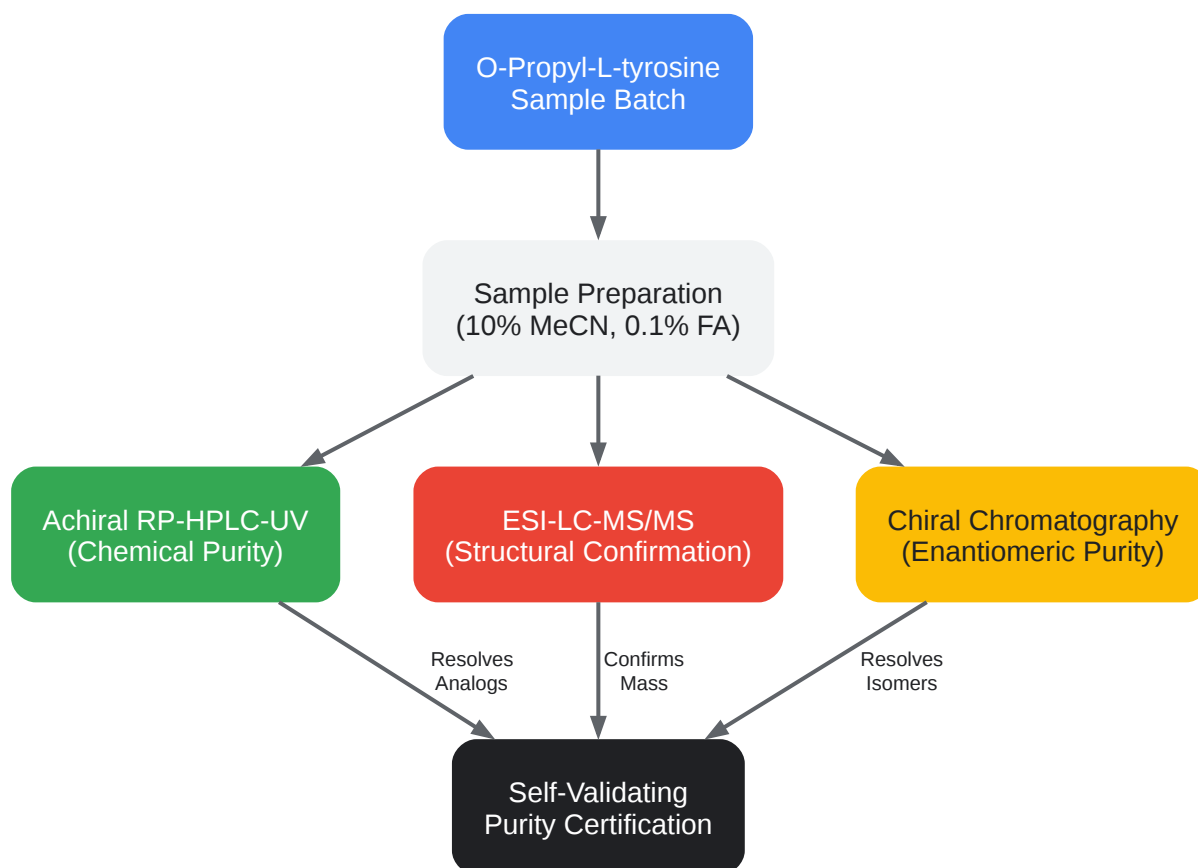 O-Propyl-L-tyrosine
Sample Batch
Sample Preparation
(10% MeCN, 0.1% FA)
Achiral RP-HPLC-UV
(Chemical Purity)
ESI-LC-MS/MS
(Structural Confirmation)
Chiral Chromatography
(Enantiomeric Purity)
Resolves
Analogs
Confirms
Mass
Resolves
Isomers
Self-Validating
Purity Certification